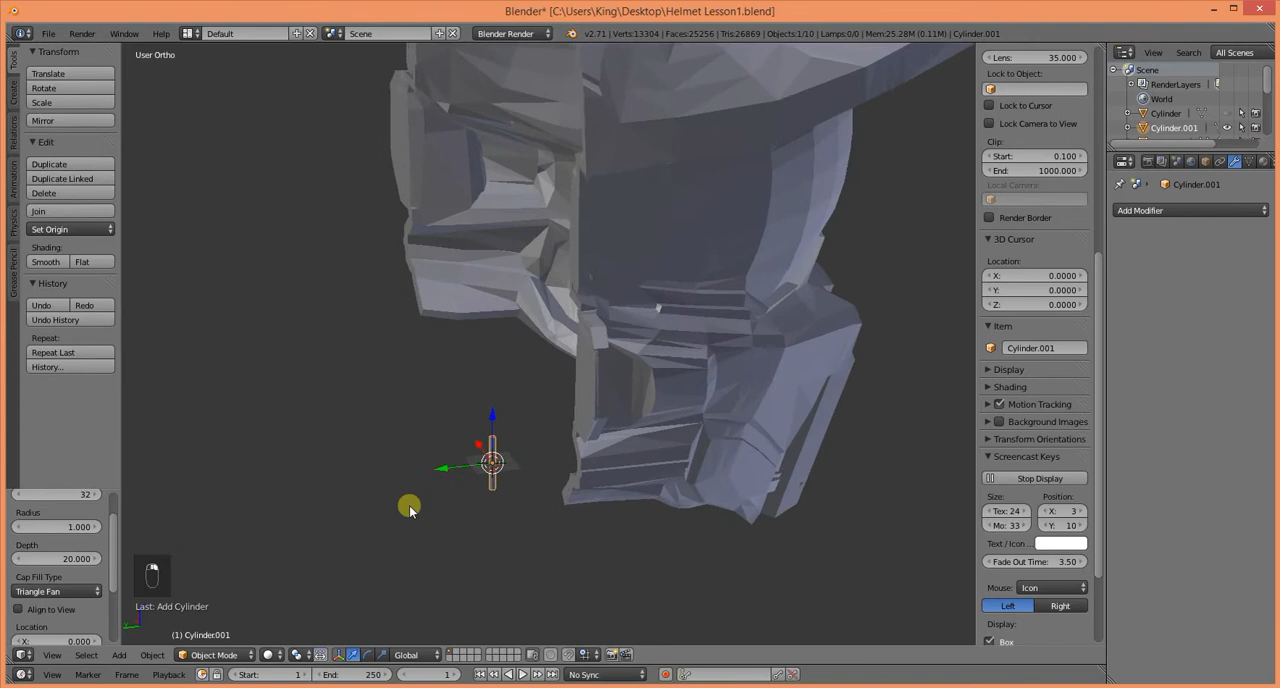 Blender* [C:\Users\King\Desktop\Helmet Lesson1.blend]
File Render Window Help Default Scene Blender Render v2.71 | Verts:13304 | Faces:25256 | Tris:26869 | Objects:1/10 | Lamps:0/0 | Mem:25.28M (0.11M) | Cylinder.001
Tools
Create
Relations
Animation
Physics
Grease Pencil
Transform
Translate
Rotate
Scale
Mirror
Edit
Duplicate
Duplicate Linked
Delete
Join
Set Origin
Shading:
Smooth Flat
History
Undo Redo
Undo History
Repeat:
Repeat Last
History...
32
Radius
1.000
Depth
20.000
Cap Fill Type
Triangle Fan
Align to View
Location
X: 0.000
User Ortho
Last: Add Cylinder
(1) Cylinder.001
Lens: 35.000
Lock to Object:
Lock to Cursor
Lock Camera to View
Clip:
Start: 0.100
End: 1000.000
Local Camera:
Render Border
3D Cursor
Location:
X: 0.0000
Y: 0.0000
Z: 0.0000
Item
Cylinder.001
Display
Shading
Motion Tracking
Background Images
Transform Orientations
Screencast Keys
Stop Display
Size: Position:
Tex: 24 X: 3
Mo: 33 Y: 10
Text / Icon...
Fade Out Time: 3.50
Mouse: Icon
Left Right
Display:
Box
View Search All Scenes
Scene
RenderLayers
World
Cylinder
Cylinder.001
Cylinder.001
Add Modifier
View Select Add Object Object Mode Global
View Marker Frame Playback Start: 1 End: 250 1 No Sync